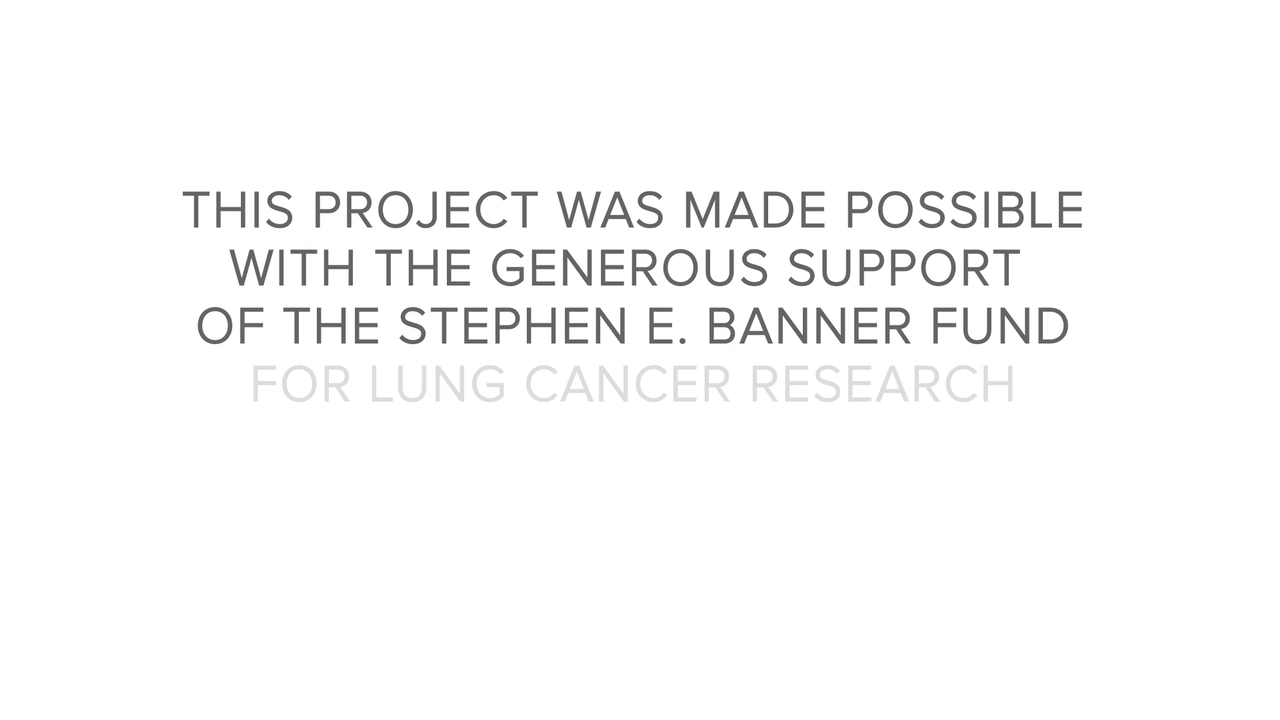 THIS PROJECT WAS MADE POSSIBLE
WITH THE GENEROUS SUPPORT
OF THE STEPHEN E. BANNER FUND
FOR LUNG CANCER RESEARCH